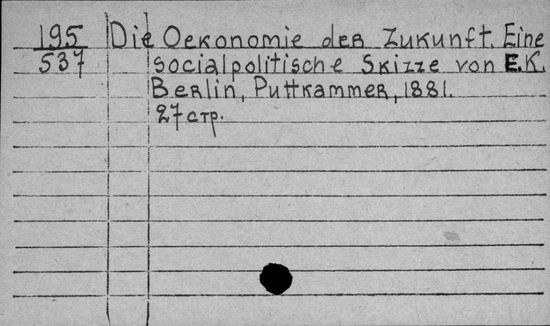 195 Die Oekonomie der Zukunft. Eine
537 socialpolitische Skizze von E.K.
Berlin, Puttkammer, 1881.
27 стр.